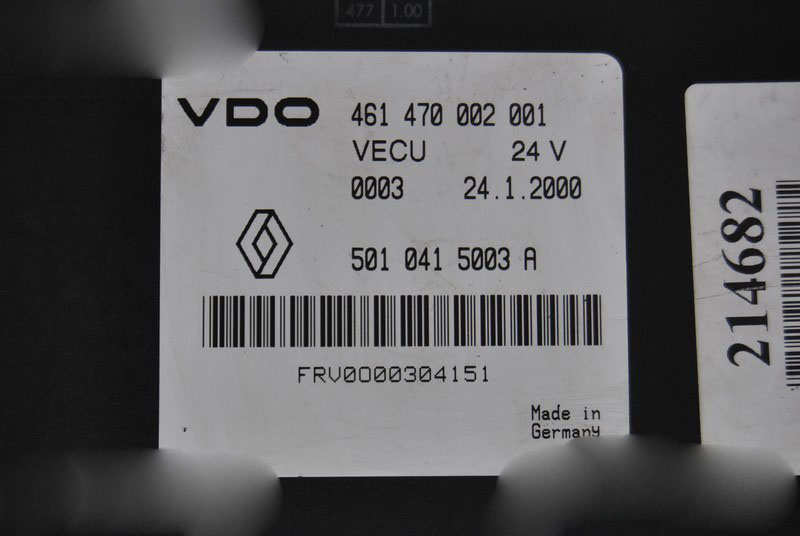 477 1.00
VDO 461 470 002 001
VECU 24 V
0003 24.1.2000
501 041 5003 A
FRV0000304151
Made in
Germany
214682